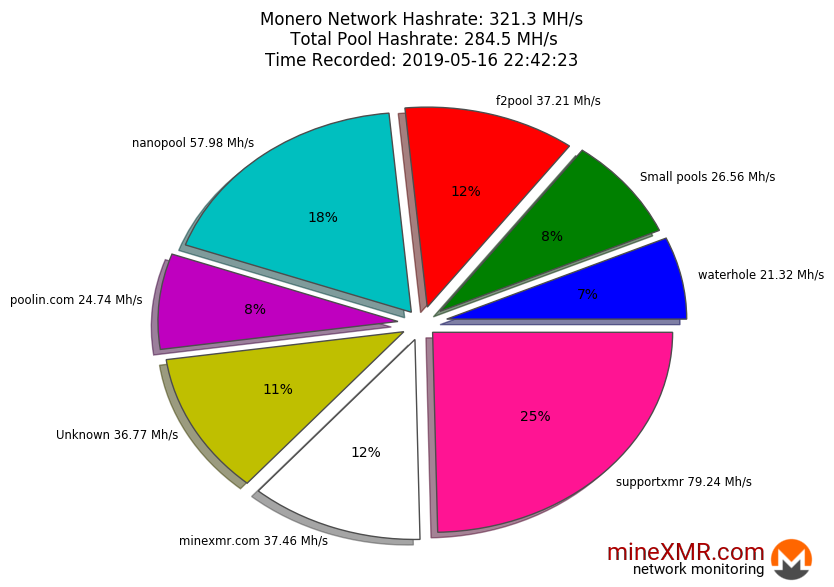 Monero Network Hashrate: 321.3 MH/s
Total Pool Hashrate: 284.5 MH/s
Time Recorded: 2019-05-16 22:42:23
f2pool 37.21 Mh/s
nanopool 57.98 Mh/s
Small pools 26.56 Mh/s
12%
18%
8%
waterhole 21.32 Mh/s
7%
poolin.com 24.74 Mh/s
8%
11%
25%
Unknown 36.77 Mh/s
12%
supportxmr 79.24 Mh/s
minexmr.com 37.46 Mh/s
mineXMR.com
network monitoring